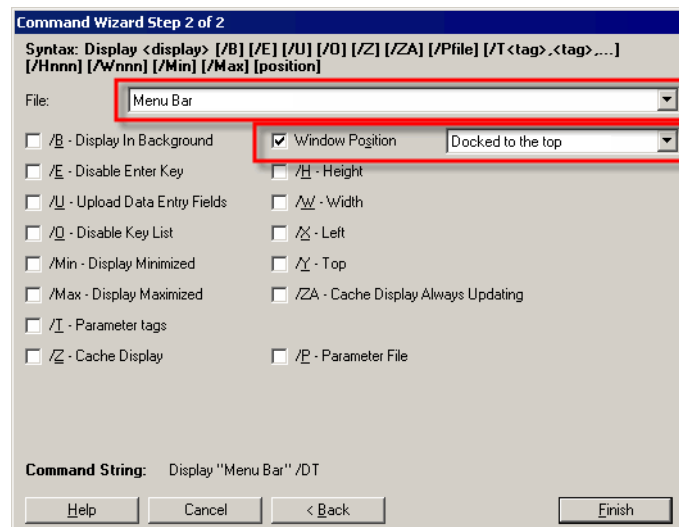 Command Wizard Step 2 of 2
Syntax: Display <display> [/B] [/E] [/U] [/O] [/Z] [/ZA] [/Pfile] [/T<tag>,<tag>,...]
[/Hnnn] [/Wnnn] [/Min] [/Max] [position]
File: Menu Bar
/B - Display In Background
Window Position Docked to the top
/E - Disable Enter Key
/H - Height
/U - Upload Data Entry Fields
/W - Width
/O - Disable Key List
/X - Left
/Min - Display Minimized
/Y - Top
/Max - Display Maximized
/ZA - Cache Display Always Updating
/T - Parameter tags
/Z - Cache Display
/P - Parameter File
Command String: Display "Menu Bar" /DT
Help Cancel < Back Finish